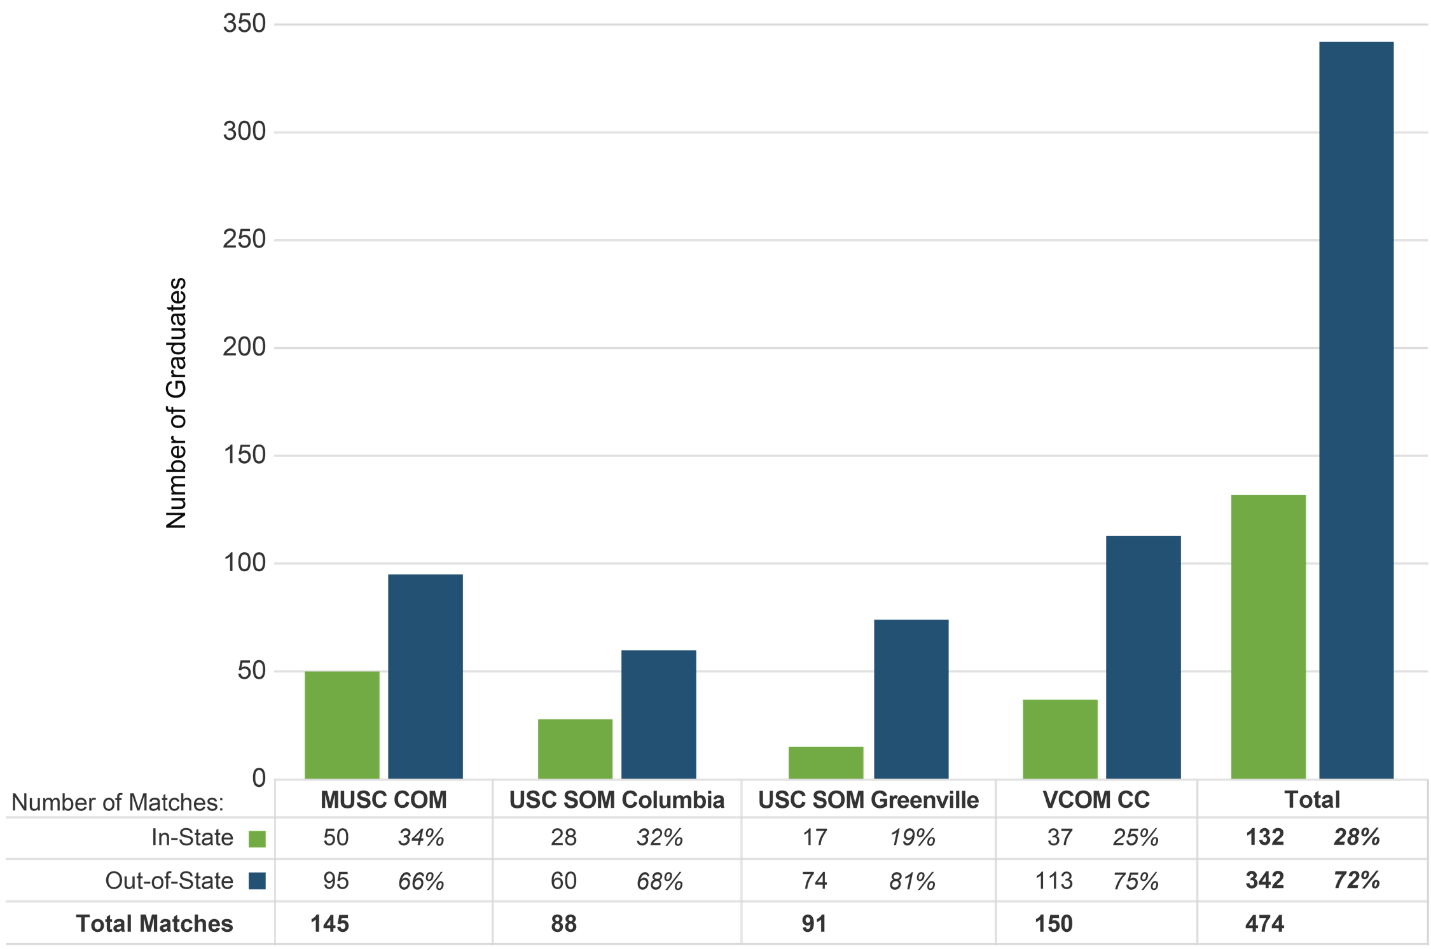 350
300
250
200
150
100
50
0
Number of Graduates
Number of Matches: MUSC COM USC SOM Columbia USC SOM Greenville VCOM CC Total
In-State 50 34% 28 32% 17 19% 37 25% 132 28%
Out-of-State 95 66% 60 68% 74 81% 113 75% 342 72%
Total Matches 145 88 91 150 474